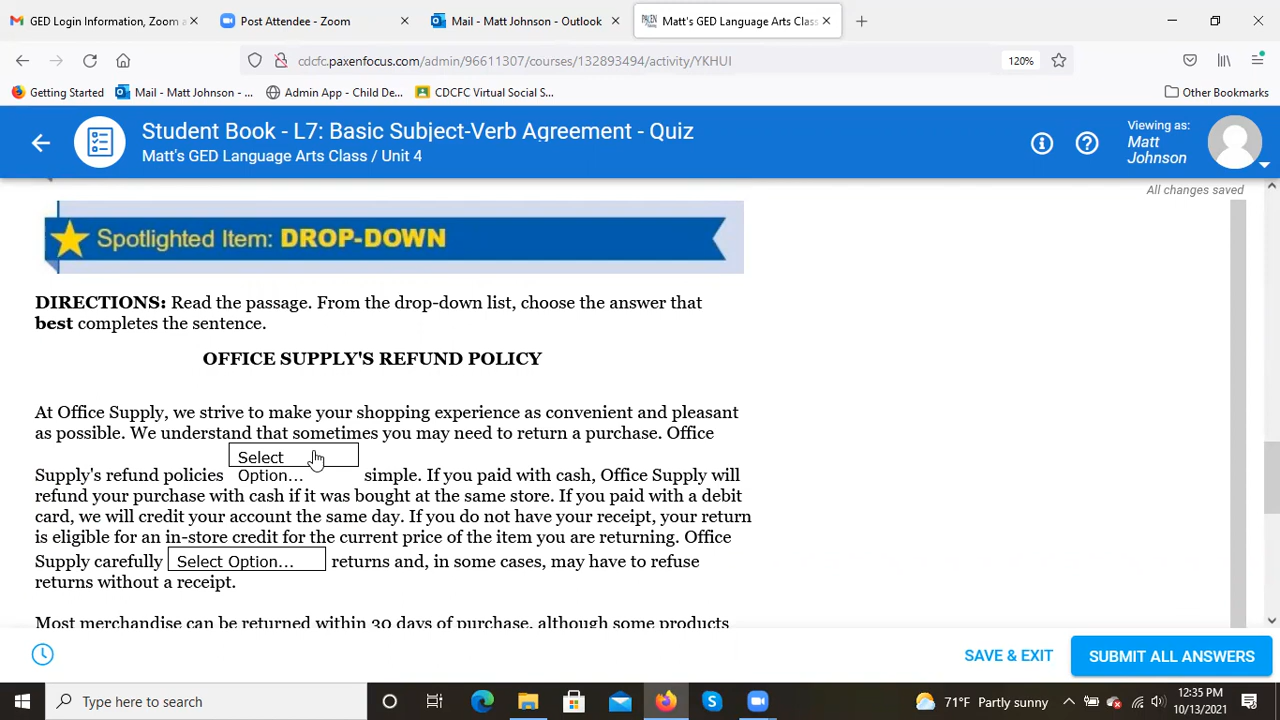 GED Login Information, Zoom a
Post Attendee - Zoom
Mail - Matt Johnson - Outlook
Matt's GED Language Arts Class
cdcfc.paxenfocus.com/admin/96611307/courses/132893494/activity/YKHUI
120%
Getting Started
Mail - Matt Johnson - ...
Admin App - Child De...
CDCFC Virtual Social S...
Other Bookmarks
Student Book - L7: Basic Subject-Verb Agreement - Quiz
Matt's GED Language Arts Class / Unit 4
Viewing as:
Matt
Johnson
All changes saved
Spotlighted Item: DROP-DOWN
DIRECTIONS: Read the passage. From the drop-down list, choose the answer that
best completes the sentence.
OFFICE SUPPLY'S REFUND POLICY
At Office Supply, we strive to make your shopping experience as convenient and pleasant
as possible. We understand that sometimes you may need to return a purchase. Office
Supply's refund policies Select Option... simple. If you paid with cash, Office Supply will
refund your purchase with cash if it was bought at the same store. If you paid with a debit
card, we will credit your account the same day. If you do not have your receipt, your return
is eligible for an in-store credit for the current price of the item you are returning. Office
Supply carefully Select Option... returns and, in some cases, may have to refuse
returns without a receipt.
Most merchandise can be returned within 30 days of purchase, although some products
SAVE & EXIT
SUBMIT ALL ANSWERS
Type here to search
71°F Partly sunny
12:35 PM
10/13/2021